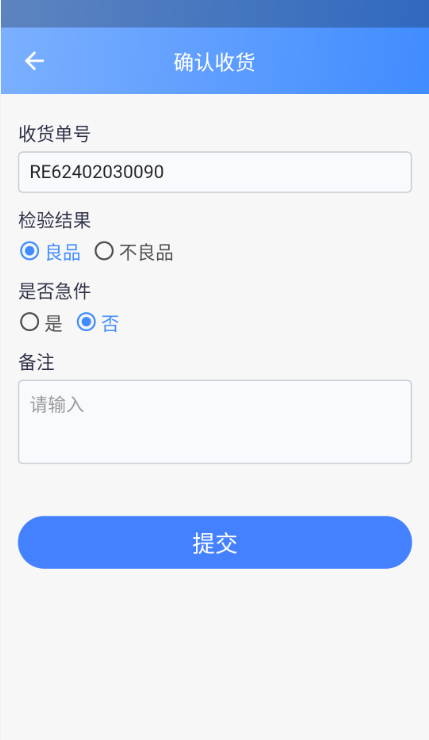 确认收货
收货单号
RE62402030090
检验结果
良品 不良品
是否急件
是 否
备注
请输入
提交